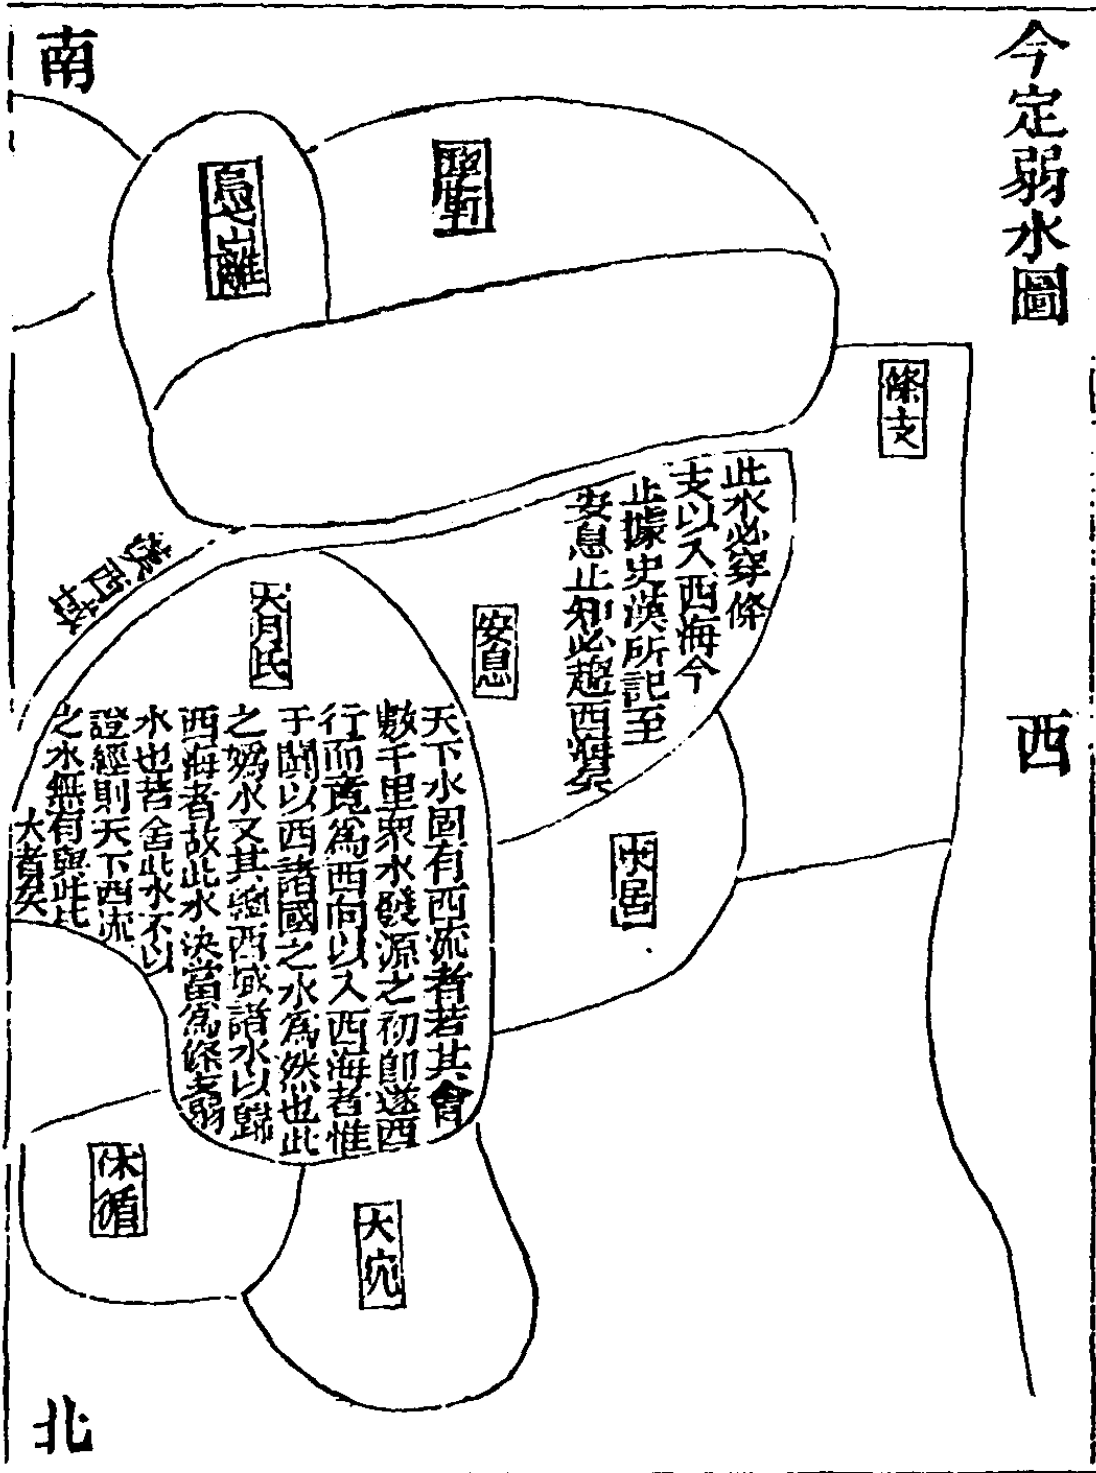 今定弱水圖
西
南
北
條支
烏弋山離
此水必穿條
支以入西海今
止據史漢所記至
安息止知必趨西海矣
安息
大月氏
康居
天下水固有西流者若其會
數千里衆水發源之初卽遂西
行而竟爲西向以入西海者惟
于闐以西諸國之水爲然也此
之嬀水又其
西域諸水以歸
西海者故此水決當爲條支弱
水也若舍此水不以
證經則天下西流
之水無有與此比
大者矣
休循
大宛